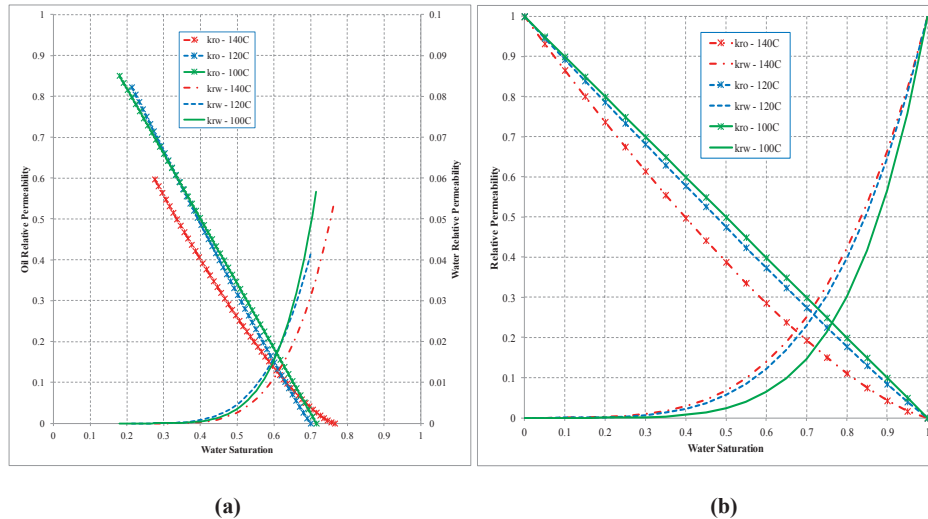 1
0.9
0.8
0.7
0.6
0.5
0.4
0.3
0.2
0.1
0
Oil Relative Permeability
0 0.1 0.2 0.3 0.4 0.5 0.6 0.7 0.8 0.9 1
Water Saturation
0.1
0.09
0.08
0.07
0.06
0.05
0.04
0.03
0.02
0.01
0
Water Relative Permeability
kro - 140C
kro - 120C
kro - 100C
krw - 140C
krw - 120C
krw - 100C
(a)
1
0.9
0.8
0.7
0.6
0.5
0.4
0.3
0.2
0.1
0
Relative Permeability
0 0.1 0.2 0.3 0.4 0.5 0.6 0.7 0.8 0.9 1
Water Saturation
kro - 140C
krw - 140C
kro - 120C
krw - 120C
kro - 100C
krw - 100C
(b)